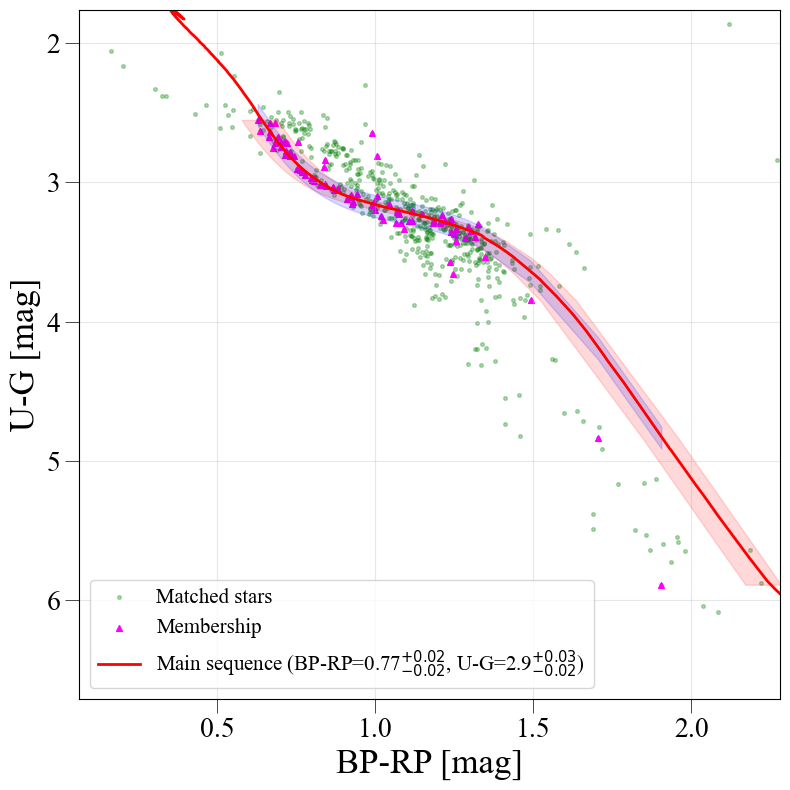 2
3
4
5
6
U-G [mag]
Matched stars
Membership
Main sequence (BP-RP=0.77$^{+0.02}_{-0.02}$, U-G=2.9$^{+0.03}_{-0.02}$)
0.5 1.0 1.5 2.0
BP-RP [mag]